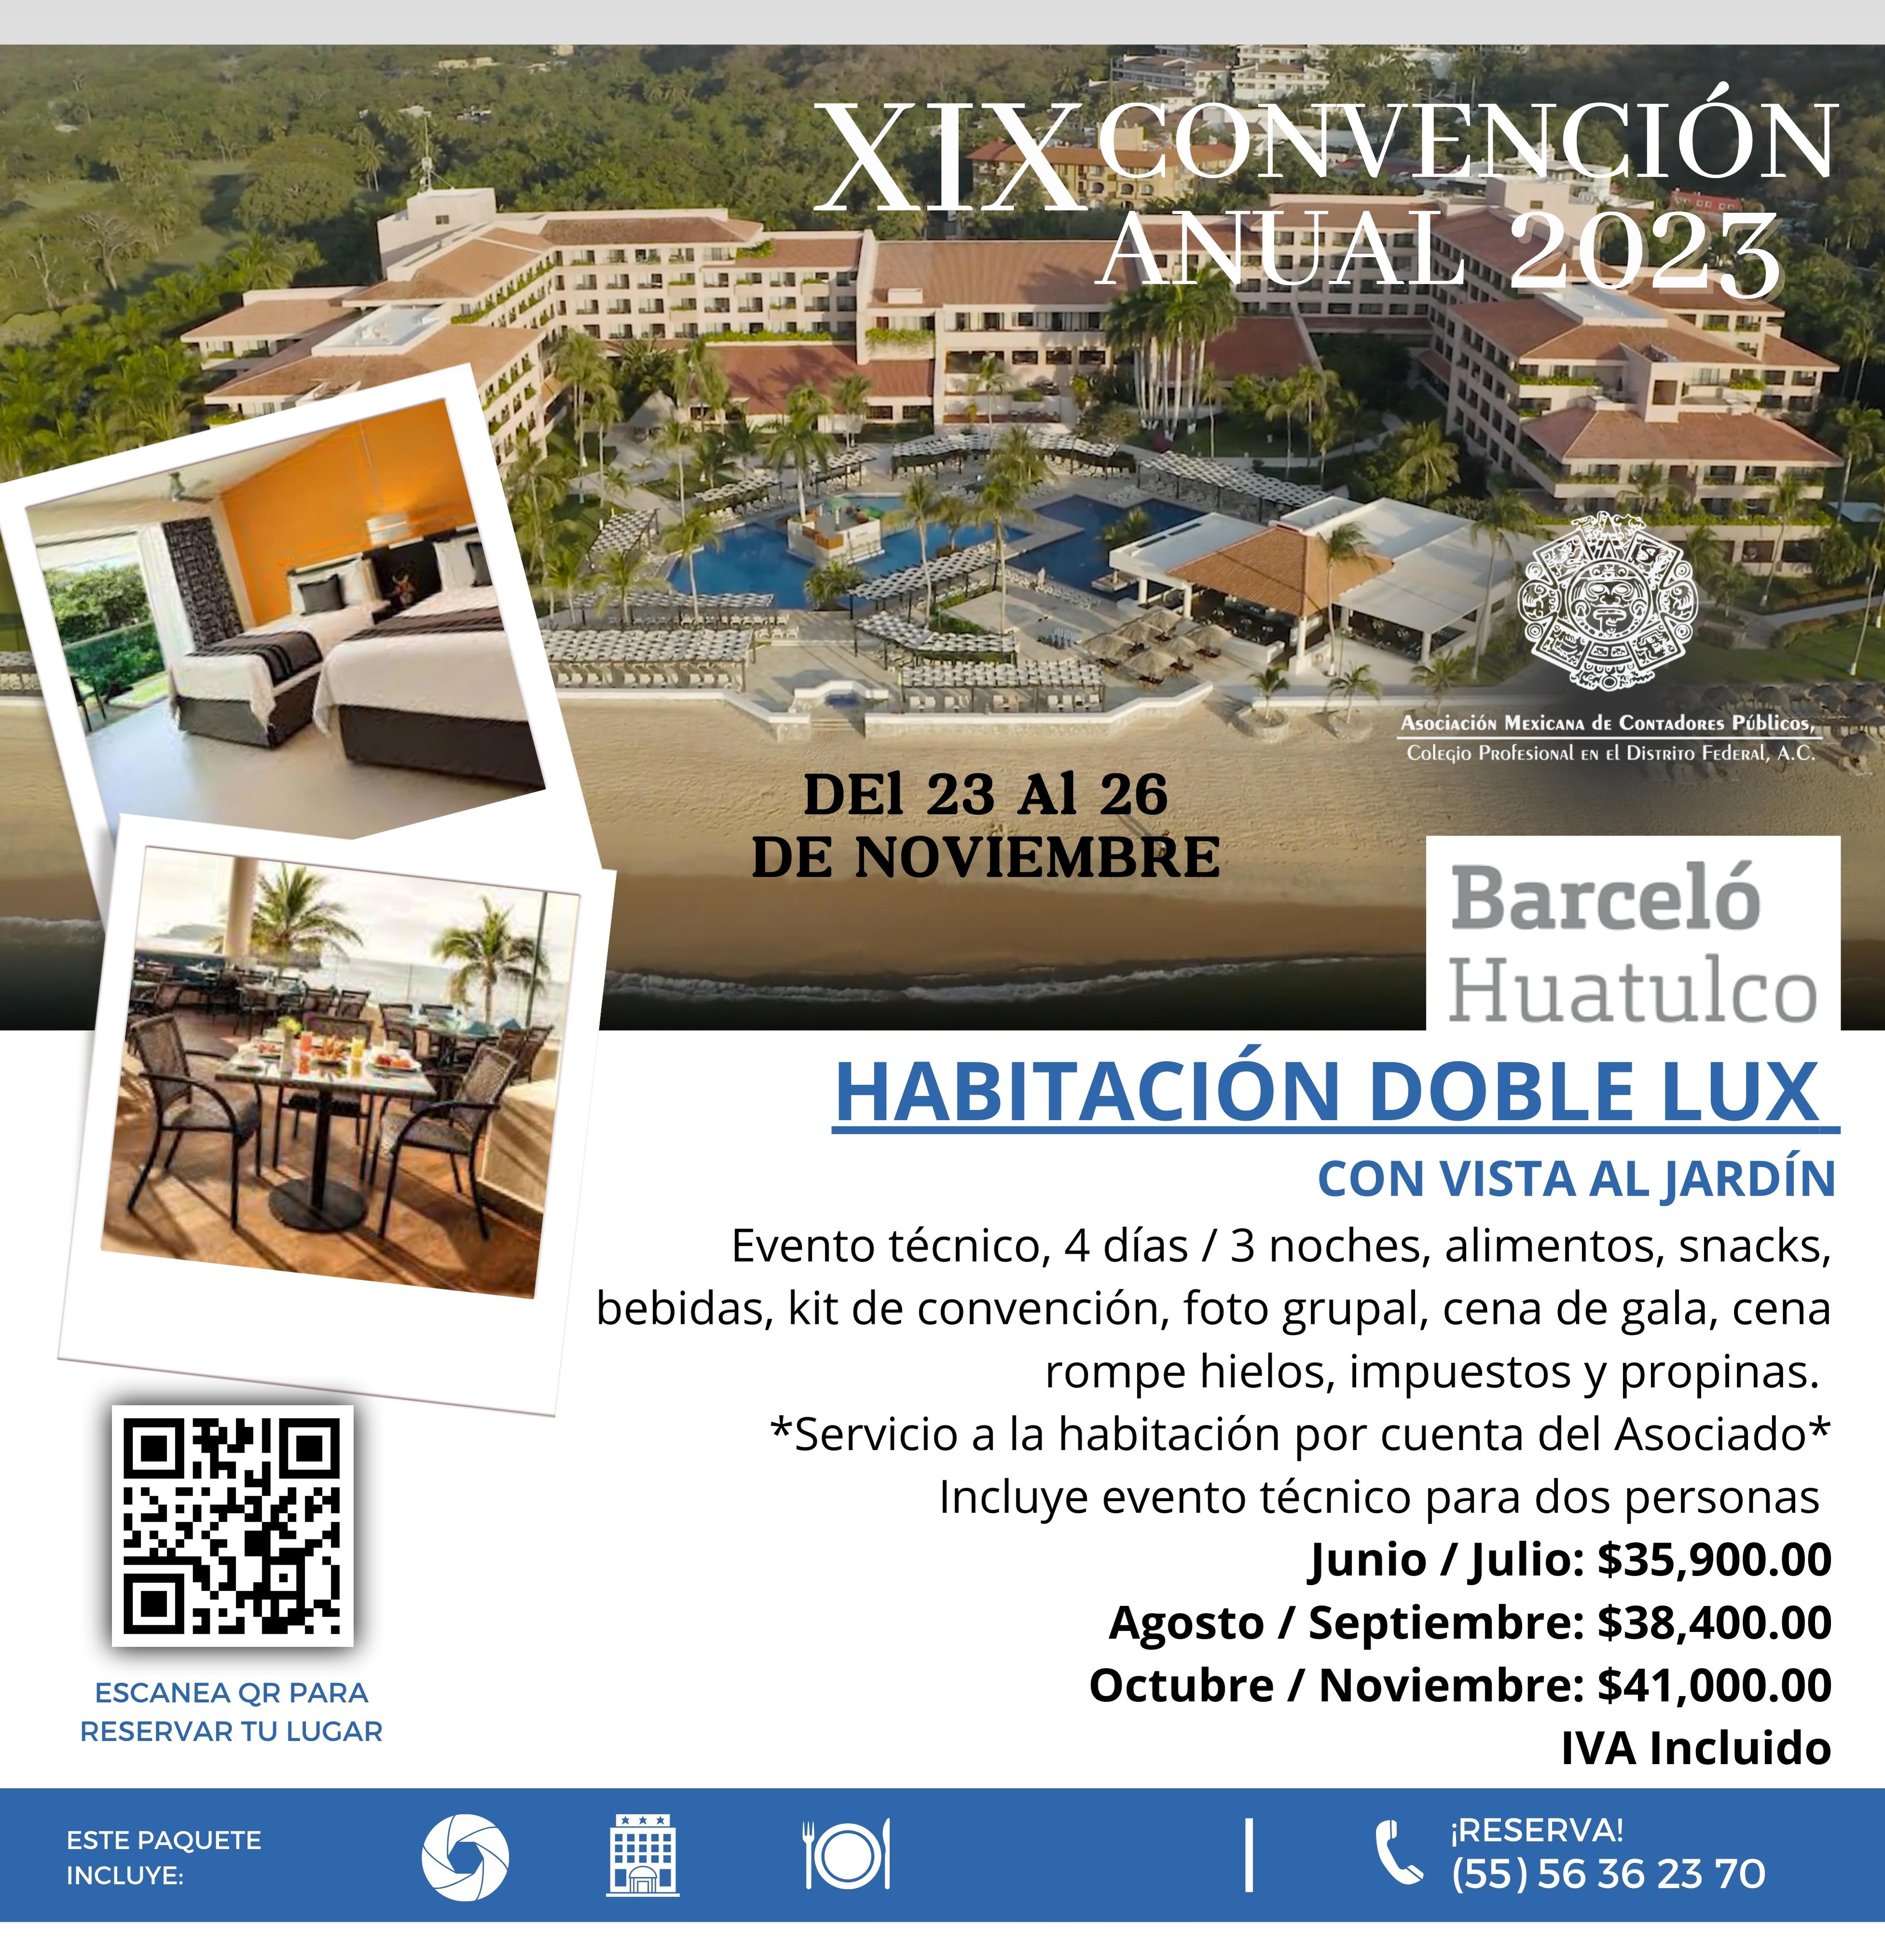 XIX CONVENCIÓN
ANUAL 2023
Asociación Mexicana de Contadores Públicos,
Colegio Profesional en el Distrito Federal, A.C.
DEl 23 Al 26
DE NOVIEMBRE
Barceló
Huatulco
HABITACIÓN DOBLE LUX
CON VISTA AL JARDÍN
Evento técnico, 4 días / 3 noches, alimentos, snacks,
bebidas, kit de convención, foto grupal, cena de gala, cena
rompe hielos, impuestos y propinas.
*Servicio a la habitación por cuenta del Asociado*
Incluye evento técnico para dos personas
Junio / Julio: $35,900.00
Agosto / Septiembre: $38,400.00
Octubre / Noviembre: $41,000.00
IVA Incluido
ESCANEA QR PARA
RESERVAR TU LUGAR
ESTE PAQUETE
INCLUYE:
¡RESERVA!
(55) 56 36 23 70